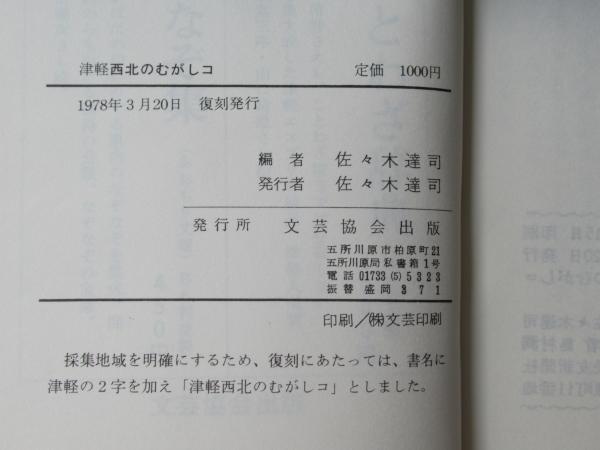 津軽西北のむがしコ　　定価 1000円
1978年3月20日　復刻発行
編者　佐々木達司
発行者　佐々木達司
発行所　文芸協会出版
五所川原市柏原町21
五所川原局私書箱1号
電話 01733(5)5323
振替 盛岡 371
印刷／㈱文芸印刷
採集地域を明確にするため、復刻にあたっては、書名に
津軽の2字を加え「津軽西北のむがしコ」としました。